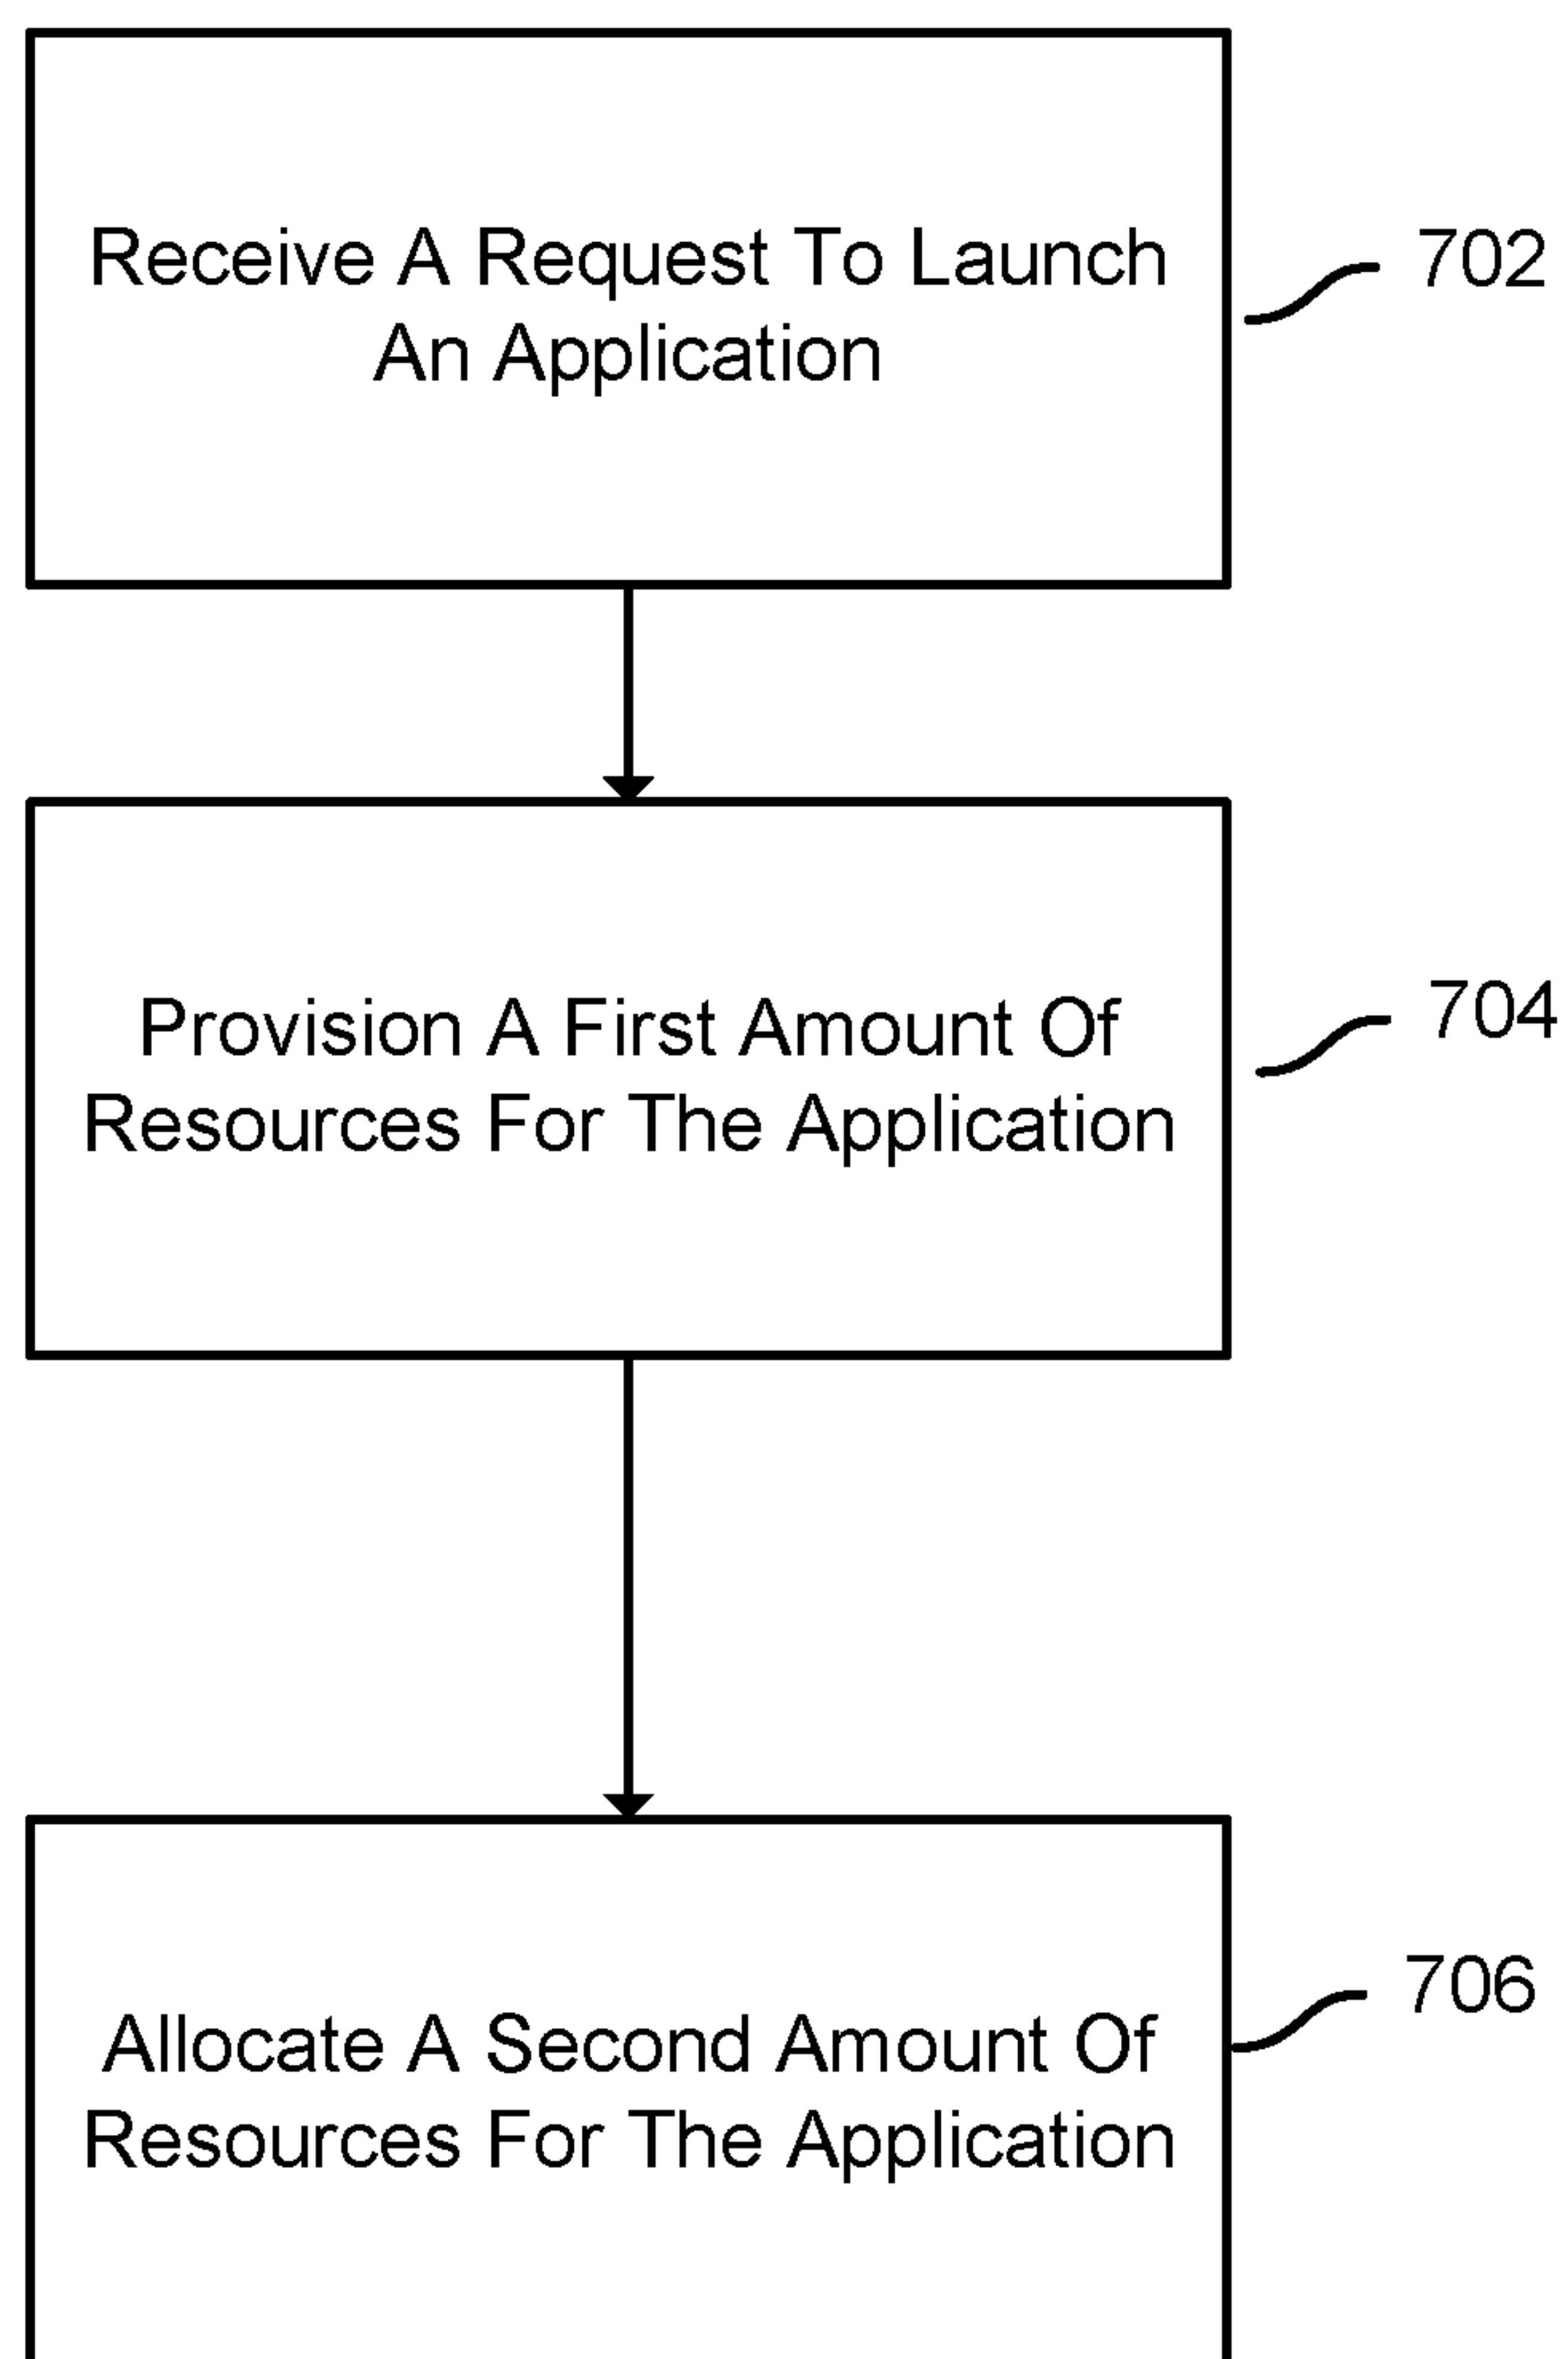 Receive A Request To Launch
An Application
702
Provision A First Amount Of
Resources For The Application
704
Allocate A Second Amount Of
Resources For The Application
706